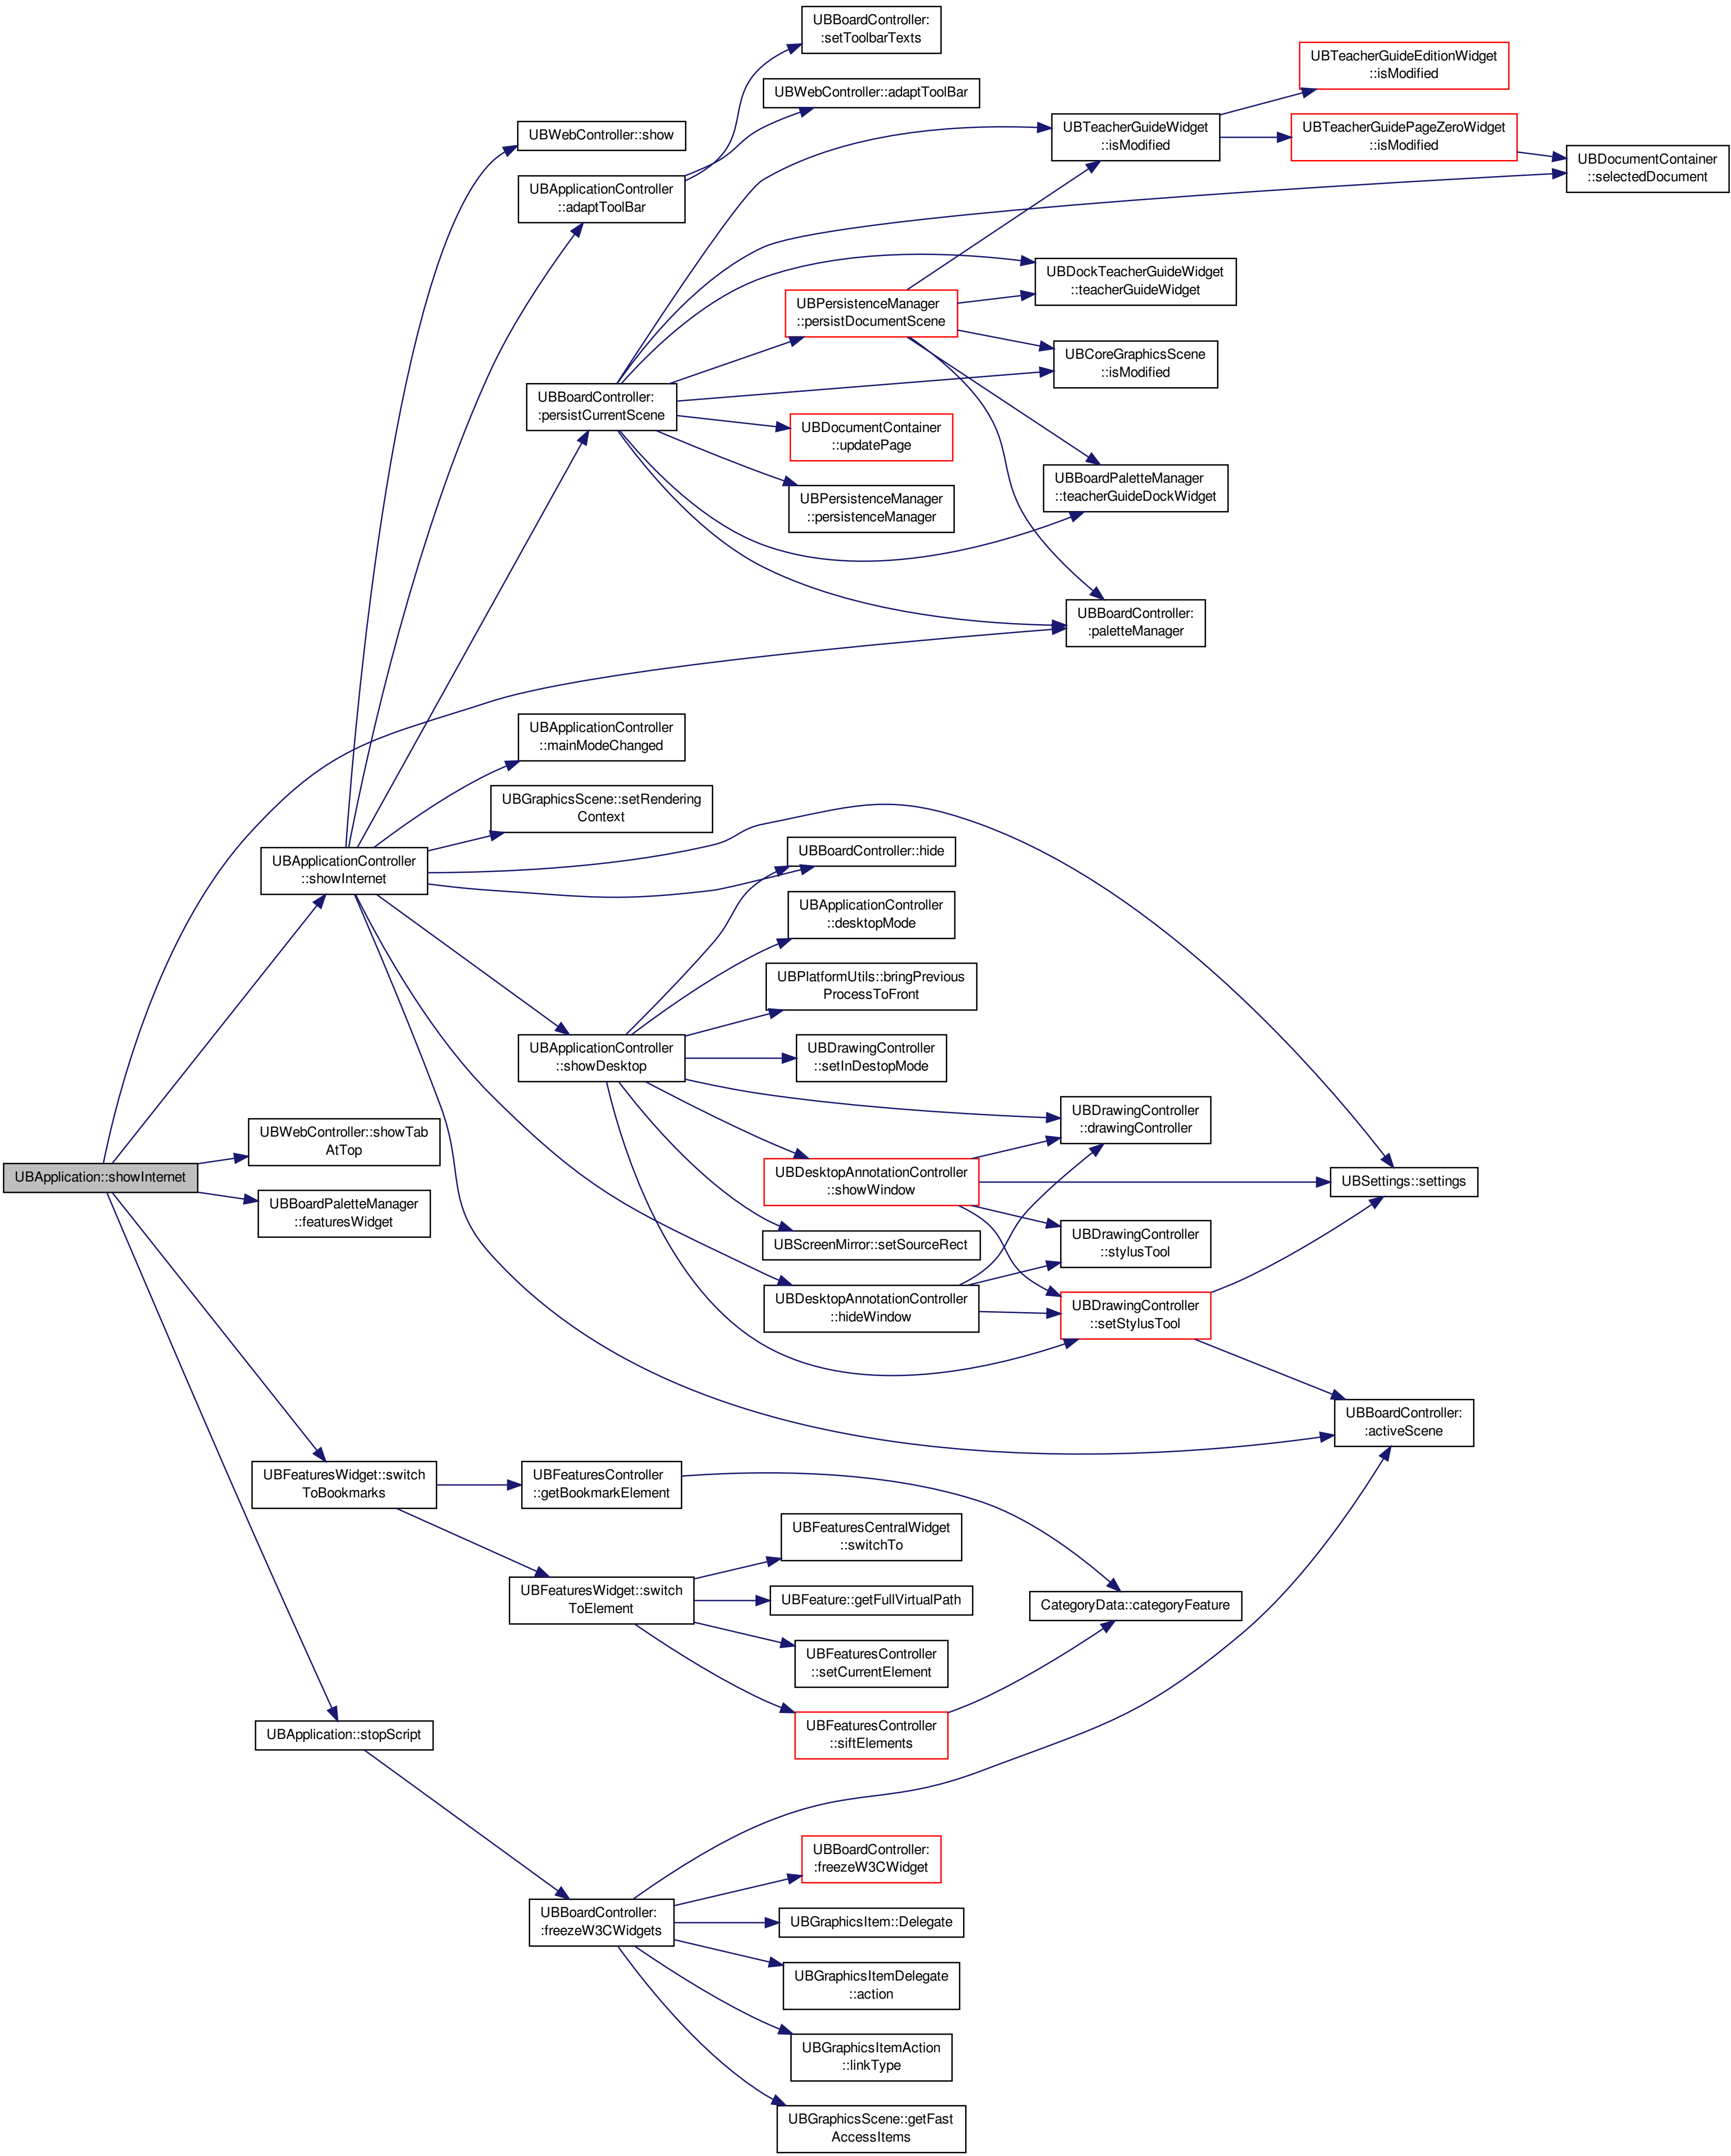 UBBoardController:
:setToolbarTexts
UBTeacherGuideEditionWidget
::isModified
UBWebController::adaptToolBar
UBWebController::show
UBTeacherGuideWidget
::isModified
UBTeacherGuidePageZeroWidget
::isModified
UBDocumentContainer
::selectedDocument
UBApplicationController
::adaptToolBar
UBDockTeacherGuideWidget
::teacherGuideWidget
UBPersistenceManager
::persistDocumentScene
UBCoreGraphicsScene
::isModified
UBBoardController:
:persistCurrentScene
UBDocumentContainer
::updatePage
UBBoardPaletteManager
::teacherGuideDockWidget
UBPersistenceManager
::persistenceManager
UBBoardController:
:paletteManager
UBApplicationController
::mainModeChanged
UBGraphicsScene::setRendering
Context
UBBoardController::hide
UBApplicationController
::showInternet
UBApplicationController
::desktopMode
UBPlatformUtils::bringPrevious
ProcessToFront
UBApplicationController
::showDesktop
UBDrawingController
::setInDestopMode
UBDrawingController
::drawingController
UBWebController::showTab
AtTop
UBApplication::showInternet
UBDesktopAnnotationController
::showWindow
UBSettings::settings
UBBoardPaletteManager
::featuresWidget
UBScreenMirror::setSourceRect
UBDrawingController
::stylusTool
UBDesktopAnnotationController
::hideWindow
UBDrawingController
::setStylusTool
UBBoardController:
:activeScene
UBFeaturesWidget::switch
ToBookmarks
UBFeaturesController
::getBookmarkElement
UBFeaturesCentralWidget
::switchTo
UBFeaturesWidget::switch
ToElement
UBFeature::getFullVirtualPath
CategoryData::categoryFeature
UBFeaturesController
::setCurrentElement
UBFeaturesController
::siftElements
UBApplication::stopScript
UBBoardController:
:freezeW3CWidget
UBBoardController:
:freezeW3CWidgets
UBGraphicsItem::Delegate
UBGraphicsItemDelegate
::action
UBGraphicsItemAction
::linkType
UBGraphicsScene::getFast
AccessItems